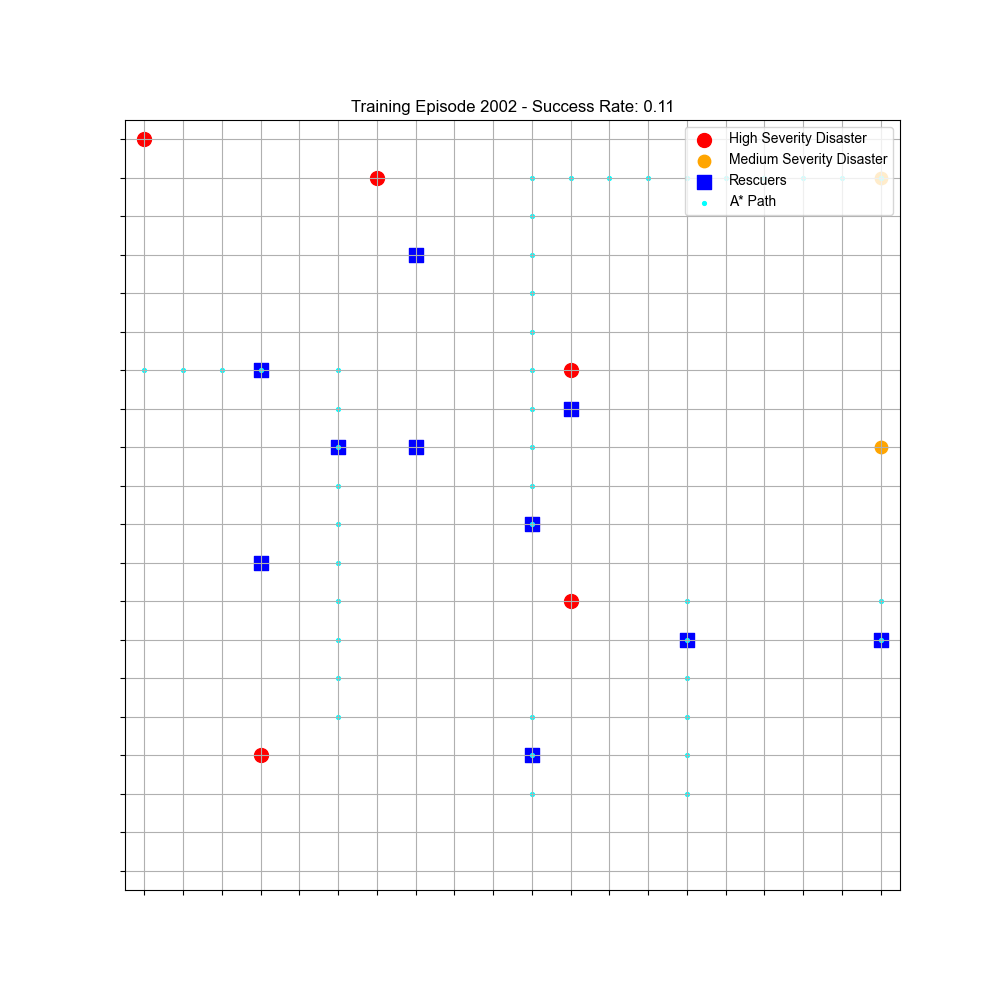 Training Episode 2002 - Success Rate: 0.11
High Severity Disaster
Medium Severity Disaster
Rescuers
A* Path